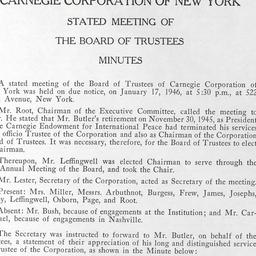 CARNEGIE CORPORATION OF NEW YORK
STATED MEETING OF
THE BOARD OF TRUSTEES
MINUTES
A stated meeting of the Board of Trustees of Carnegie Corporation of
York was held on due notice, on January 17, 1946, at 5:30 p.m., at 522
Avenue, New York.
Mr. Root, Chairman of the Executive Committee, called the meeting to
r. He stated that Mr. Butler's retirement on November 30, 1945, as President
e Carnegie Endowment for International Peace had terminated his services
officio Trustee of the Corporation and also as Chairman of the Corporation
d of Trustees. It was necessary, therefore, for the Board of Trustees to elect
airman.
Thereupon, Mr. Leffingwell was elected Chairman to serve through the
Annual Meeting of the Board, and took the Chair.
Mr. Lester, Secretary of the Corporation, acted as Secretary of the meeting.
Present: Mrs. Miller, Messrs. Arbuthnot, Burgess, Frew, James, Josephs,
y, Leffingwell, Osborn, Page, and Root.
Absent: Mr. Bush, because of engagements at the Institution; and Mr. Car-
ael, because of engagements in Nashville.
The Secretary was instructed to forward to Mr. Butler, on behalf of the
ees, a statement of their appreciation of his long and distinguished service
Trustee of the Corporation, as shown in the Minute below: